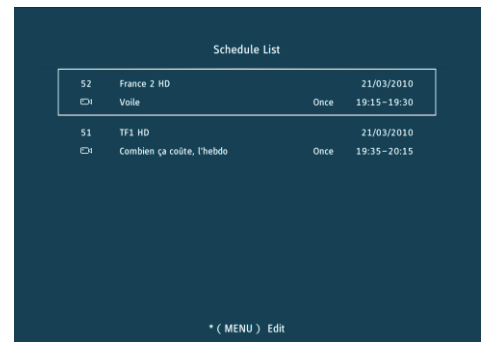 Schedule List
52 France 2 HD 21/03/2010
Voile Once 19:15~19:30
51 TF1 HD 21/03/2010
Combien ça coûte, l'hebdo Once 19:35~20:15
* ( MENU ) Edit